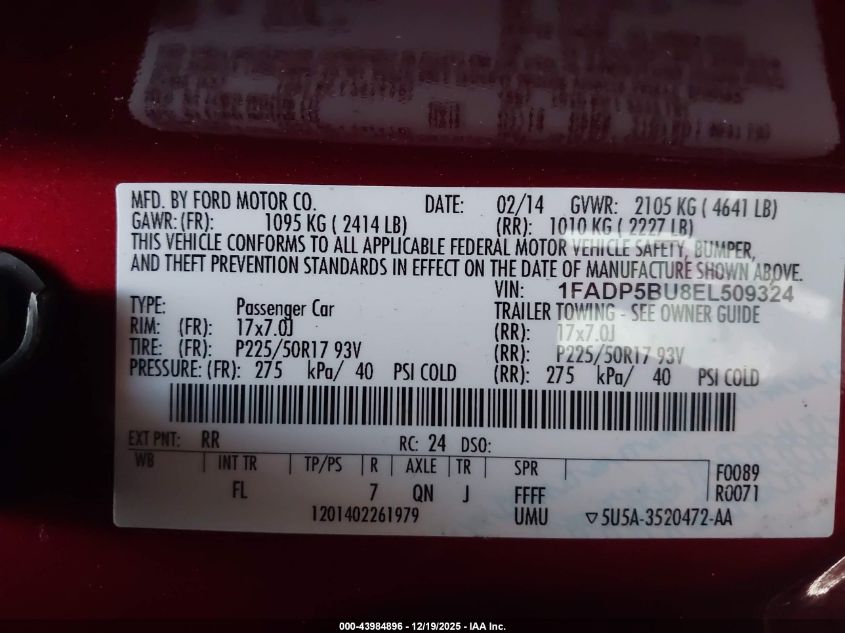 MFD. BY FORD MOTOR CO. DATE: 02/14 GVWR: 2105 KG ( 4641 LB)
GAWR: (FR): 1095 KG ( 2414 LB) (RR): 1010 KG ( 2227 LB)
THIS VEHICLE CONFORMS TO ALL APPLICABLE FEDERAL MOTOR VEHICLE SAFETY, BUMPER,
AND THEFT PREVENTION STANDARDS IN EFFECT ON THE DATE OF MANUFACTURE SHOWN ABOVE.
VIN: 1FADP5BU8EL509324
TYPE: Passenger Car TRAILER TOWING - SEE OWNER GUIDE
RIM: (FR): 17x7.0J (RR): 17x7.0J
TIRE: (FR): P225/50R17 93V (RR): P225/50R17 93V
PRESSURE: (FR): 275 kPa/ 40 PSI COLD (RR): 275 kPa/ 40 PSI COLD
EXT PNT: RR RC: 24 DSO:
WB INT TR TP/PS R AXLE TR SPR F0089
FL 7 QN J FFFF R0071
1201402261979 UMU ▽5U5A-3520472-AA
000-43984896 - 12/19/2025 - IAA Inc.